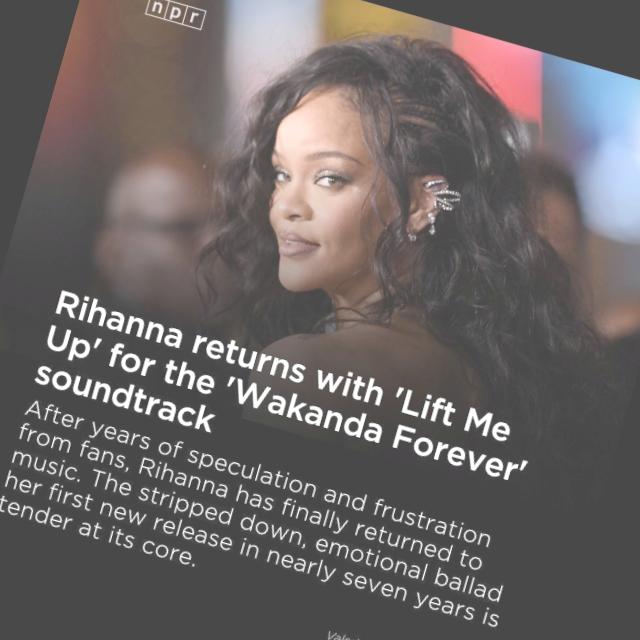 npr
Rihanna returns with 'Lift Me
Up' for the 'Wakanda Forever'
soundtrack
After years of speculation and frustration
from fans, Rihanna has finally returned to
music. The stripped down, emotional ballad
her first new release in nearly seven years is
tender at its core.